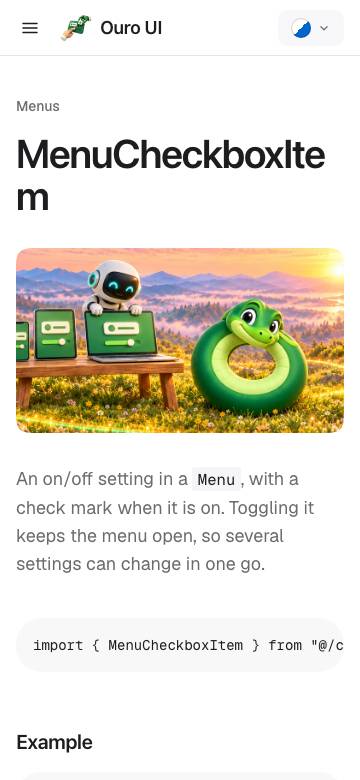 Ouro UI
Menus
MenuCheckboxIte
m
An on/off setting in a Menu, with a
check mark when it is on. Toggling it
keeps the menu open, so several
settings can change in one go.
import { MenuCheckboxItem } from "@/c
Example